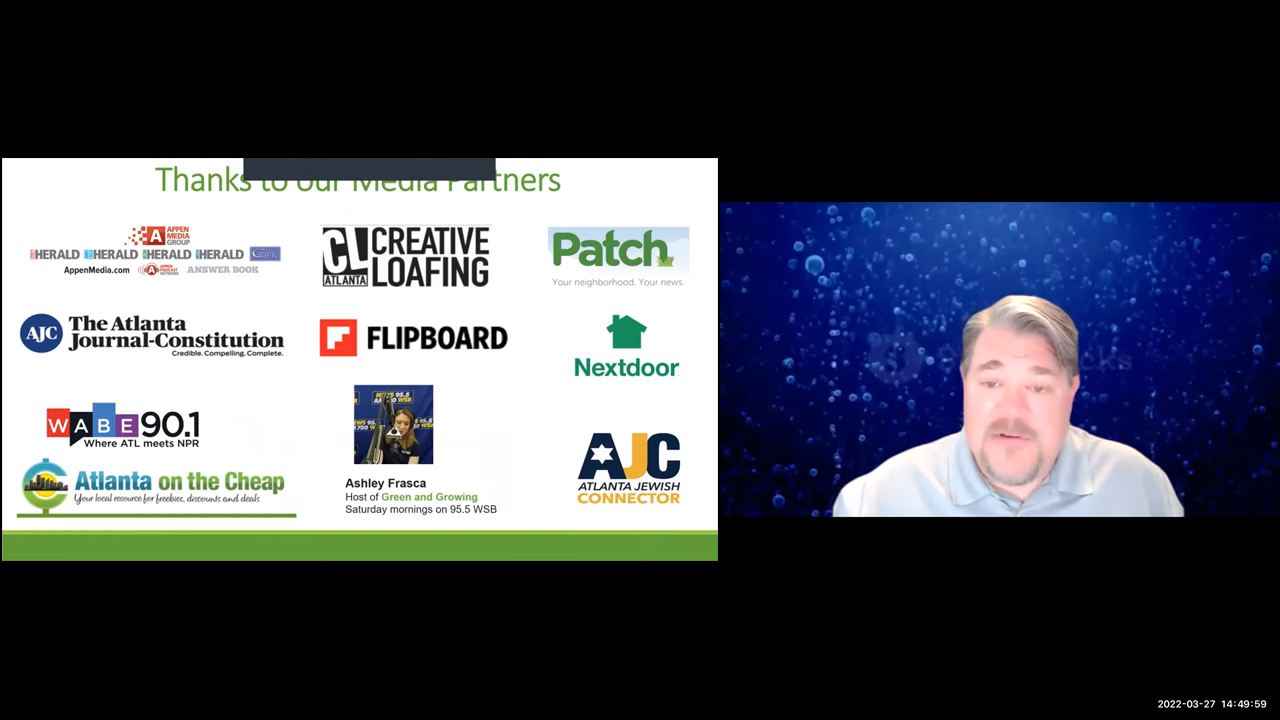 Thanks to our Media Partners
APPEN
MEDIA
GROUP
HERALD HERALD HERALD HERALD CRIER
AppenMedia.com APPEN PODCAST NETWORK ANSWER BOOK
CL ATLANTA CREATIVE
LOAFING
Patch
Your neighborhood. Your news.
AJC The Atlanta
Journal-Constitution
Credible. Compelling. Complete.
FLIPBOARD
Nextdoor
WABE 90.1
Where ATL meets NPR
Atlanta on the Cheap
Your local resource for freebies, discounts and deals
Ashley Frasca
Host of Green and Growing
Saturday mornings on 95.5 WSB
AJC
ATLANTA JEWISH
CONNECTOR
2022-03-27 14:49:59